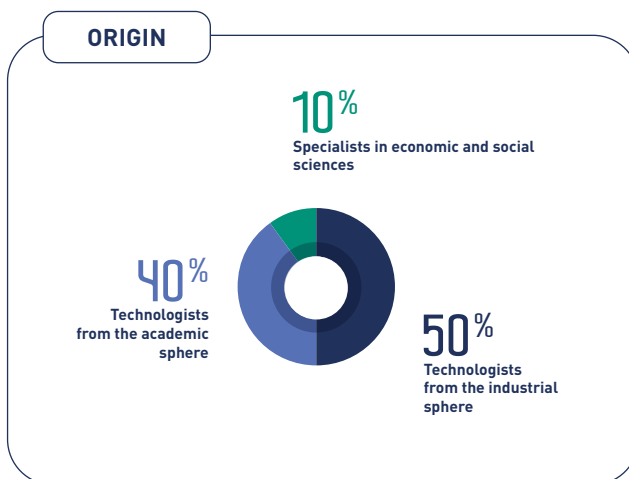 ORIGIN
10%
Specialists in economic and social
sciences
40%
Technologists
from the academic
sphere
50%
Technologists
from the industrial
sphere